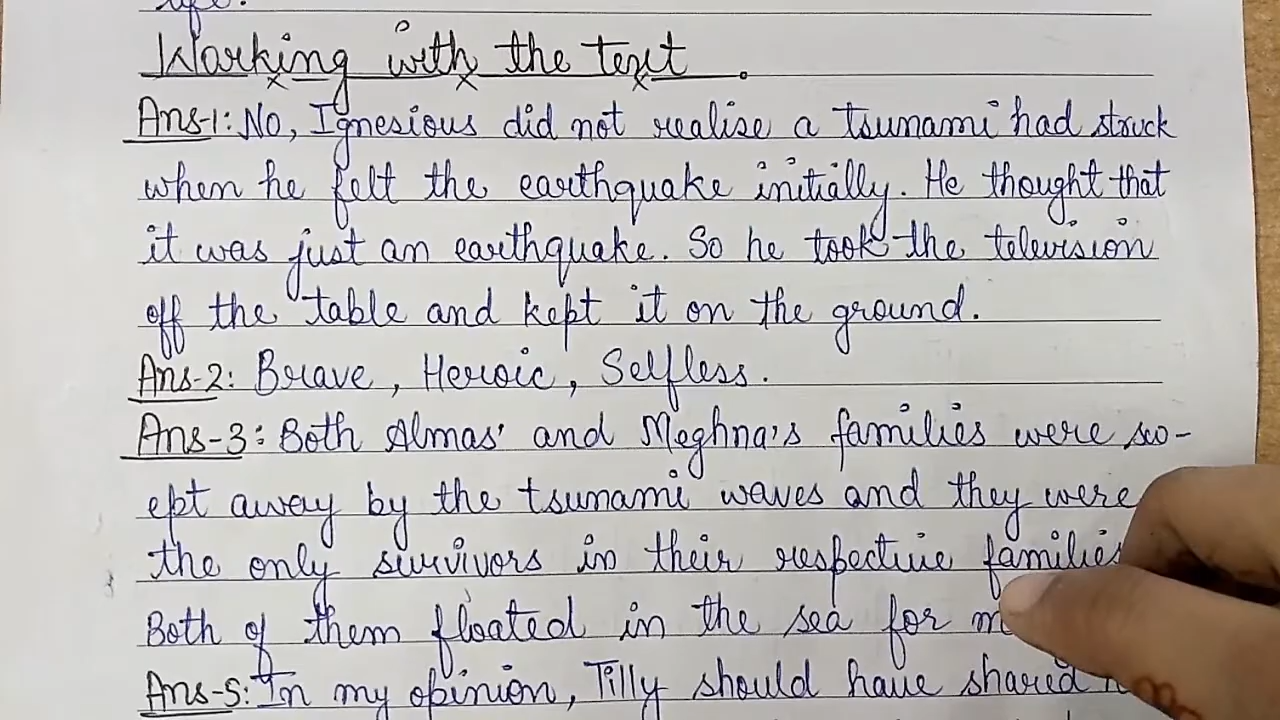 life.
Working with the text.
Ans-1: No, Ignesious did not realise a tsunami had struck
when he felt the earthquake initially. He thought that
it was just an earthquake. So he took the television
off the table and kept it on the ground.
Ans-2: Brave, Heroic, Selfless.
Ans-3: Both Almas' and Meghna's families were sw-
ept away by the tsunami waves and they were
the only survivors in their respective families
Both of them floated in the sea for
Ans-5: In my opinion, Tilly should have shared